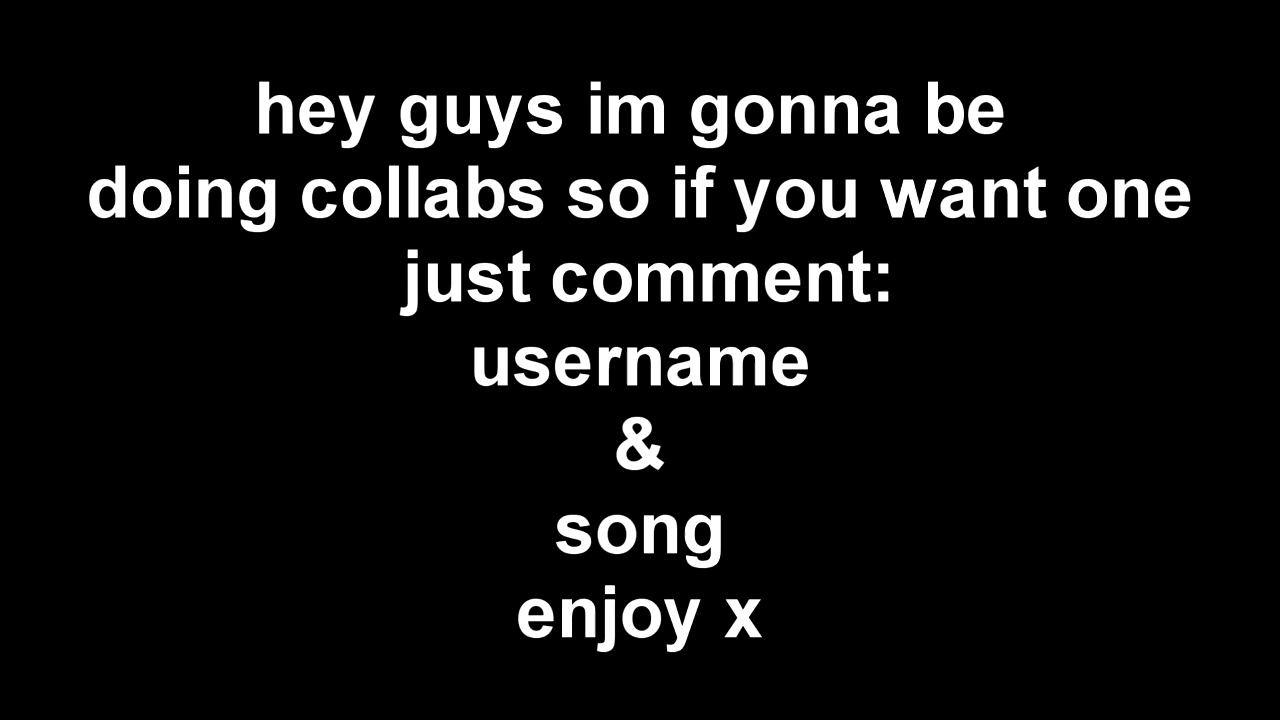 hey guys im gonna be
doing collabs so if you want one
just comment:
username
&
song
enjoy x